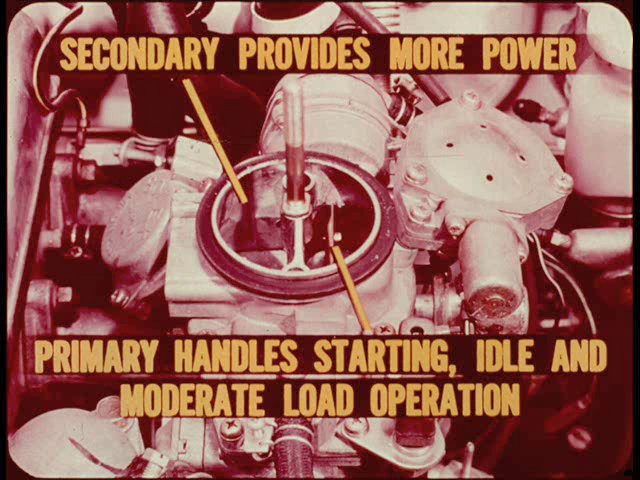 SECONDARY PROVIDES MORE POWER
PRIMARY HANDLES STARTING, IDLE AND
MODERATE LOAD OPERATION